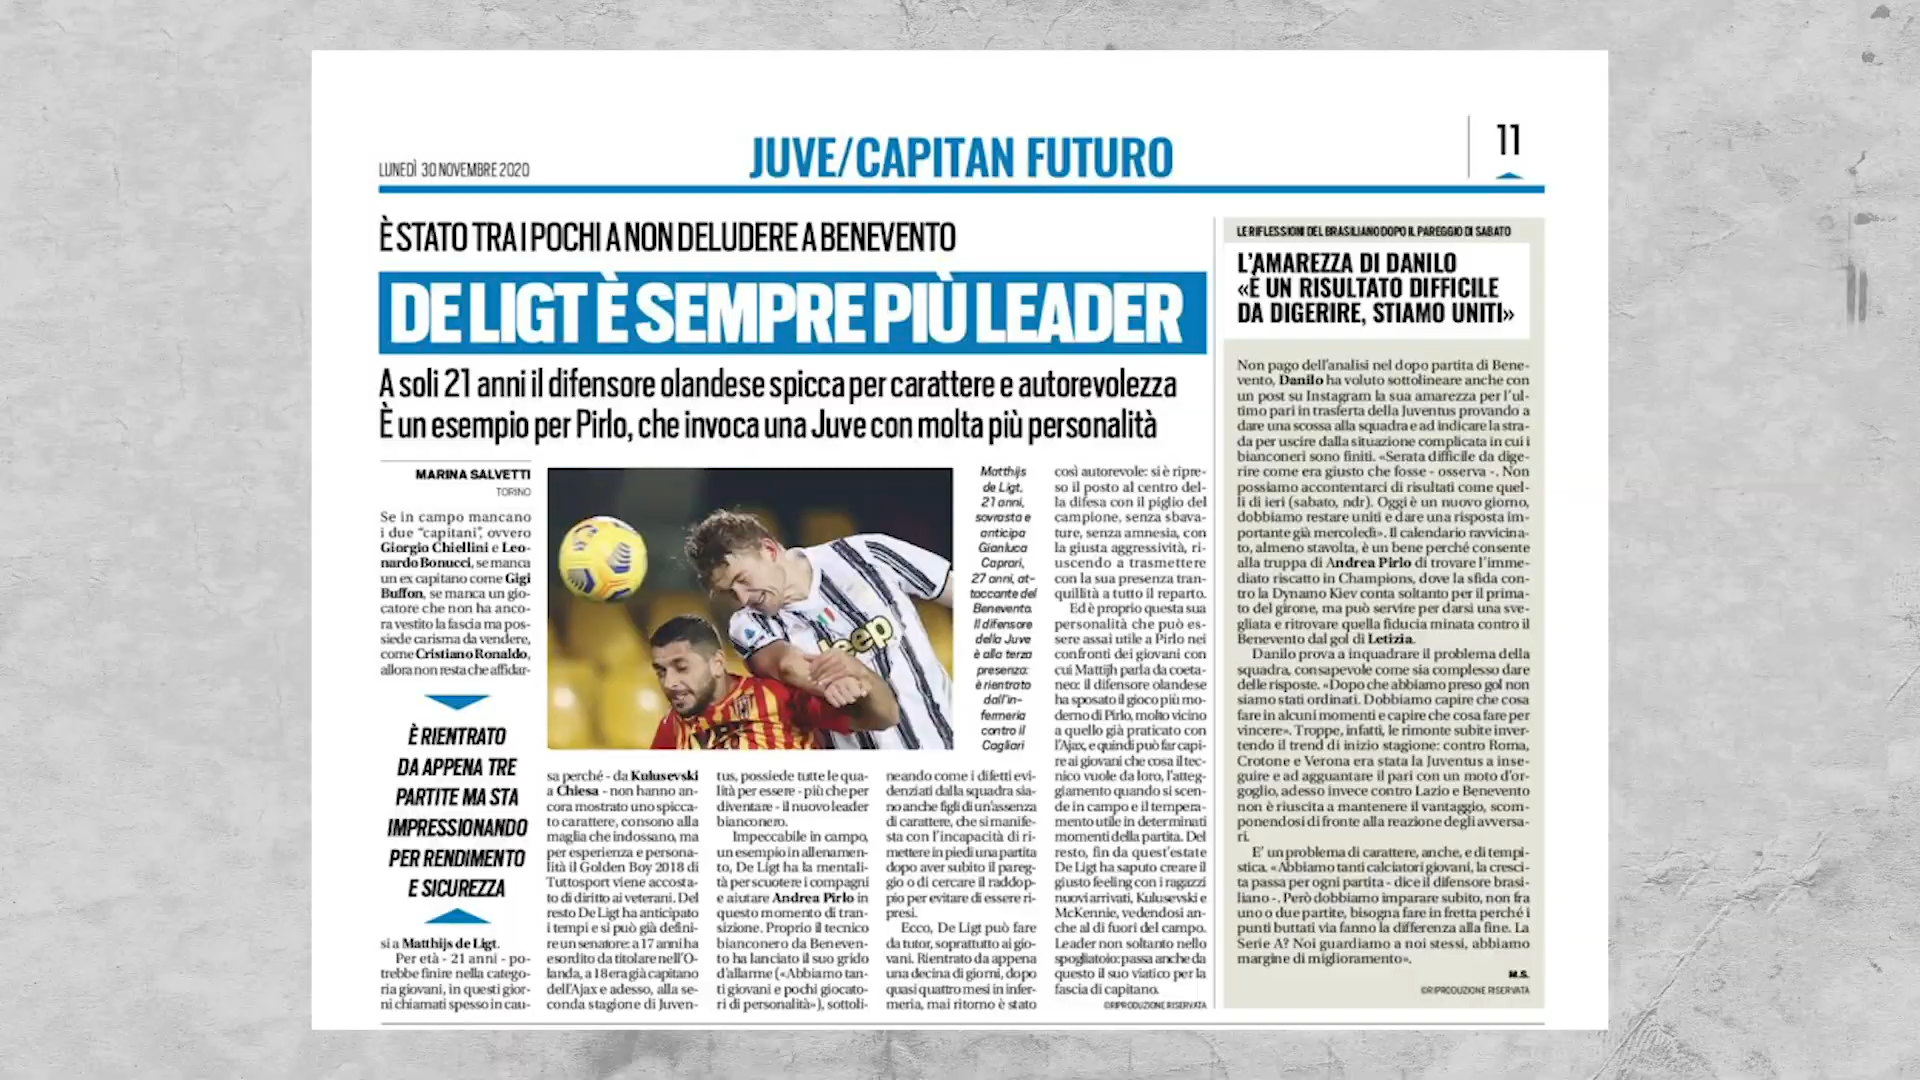 LUNEDÌ 30 NOVEMBRE 2020
JUVE/CAPITAN FUTURO
11
È STATO TRA I POCHI A NON DELUDERE A BENEVENTO
DE LIGT È SEMPRE PIÙ LEADER
A soli 21 anni il difensore olandese spicca per carattere e autorevolezza
È un esempio per Pirlo, che invoca una Juve con molta più personalità
MARINA SALVETTI
TORINO
Se in campo mancano
i due “capitani”, ovvero
Giorgio Chiellini e Leo-
nardo Bonucci, se manca
un ex capitano come Gigi
Buffon, se manca un gio-
catore che non ha anco-
ra vestito la fascia ma pos-
siede carisma da vendere,
come Cristiano Ronaldo,
allora non resta che affidar-
È RIENTRATO
DA APPENA TRE
PARTITE MA STA
IMPRESSIONANDO
PER RENDIMENTO
E SICUREZZA
si a Matthijs de Ligt.
Per età - 21 anni - po-
trebbe finire nella catego-
ria giovani, in questi gior-
ni chiamati spesso in cau-
Jeep
Matthijs
de Ligt,
21 anni,
sovrasta e
anticipa
Gianluca
Caprari,
27 anni, at-
taccante del
Benevento.
Il difensore
della Juve
è alla terza
presenza:
è rientrato
dall'in-
fermeria
contro il
Cagliari
sa perché - da Kulusevski
a Chiesa - non hanno an-
cora mostrato uno spicca-
to carattere, consono alla
maglia che indossano, ma
per esperienza e persona-
lità il Golden Boy 2018 di
Tuttosport viene accosta-
to di diritto ai veterani. Del
resto De Ligt ha anticipato
i tempi e si può già defini-
re un senatore: a 17 anni ha
esordito da titolare nell'O-
landa, a 18 era già capitano
dell'Ajax e adesso, alla se-
conda stagione di Juven-
tus, possiede tutte le qua-
lità per essere - più che per
diventare - il nuovo leader
bianconero.
Impeccabile in campo,
un esempio in allenamen-
to, De Ligt ha la mentali-
tà per scuotere i compagni
e aiutare Andrea Pirlo in
questo momento di tran-
sizione. Proprio il tecnico
bianconero da Beneven-
to ha lanciato il suo grido
d'allarme («Abbiamo tan-
ti giovani e pochi giocato-
ri di personalità»), sottoli-
neando come i difetti evi-
denziati dalla squadra sia-
no anche figli di un'assenza
di carattere, che si manife-
sta con l'incapacità di ri-
mettere in piedi una partita
dopo aver subito il pareg-
gio o di cercare il raddop-
pio per evitare di essere ri-
presi.
Ecco, De Ligt può fare
da tutor, soprattutto ai gio-
vani. Rientrato da appena
una decina di giorni, dopo
quasi quattro mesi in infer-
meria, mai ritorno è stato
così autorevole: si è ripre-
so il posto al centro del-
la difesa con il piglio del
campione, senza sbava-
ture, senza amnesia, con
la giusta aggressività, ri-
uscendo a trasmettere
con la sua presenza tran-
quillità a tutto il reparto.
Ed è proprio questa sua
personalità che può es-
sere assai utile a Pirlo nei
confronti dei giovani con
cui Mattijh parla da coeta-
neo: il difensore olandese
ha sposato il gioco più mo-
derno di Pirlo, molto vicino
a quello già praticato con
l'Ajax, e quindi può far capi-
re ai giovani che cosa il tec-
nico vuole da loro, l'atteg-
giamento quando si scen-
de in campo e il tempera-
mento utile in determinati
momenti della partita. Del
resto, fin da quest'estate
De Ligt ha saputo creare il
giusto feeling con i ragazzi
nuovi arrivati, Kulusevski e
McKennie, vedendosi an-
che al di fuori del campo.
Leader non soltanto nello
spogliatoio: passa anche da
questo il suo viatico per la
fascia di capitano.
©RIPRODUZIONE RISERVATA
LE RIFLESSIONI DEL BRASILIANO DOPO IL PAREGGIO DI SABATO
L'AMAREZZA DI DANILO
«È UN RISULTATO DIFFICILE
DA DIGERIRE, STIAMO UNITI»
Non pago dell'analisi nel dopo partita di Bene-
vento, Danilo ha voluto sottolineare anche con
un post su Instagram la sua amarezza per l'ul-
timo pari in trasferta della Juventus provando a
dare una scossa alla squadra e ad indicare la stra-
da per uscire dalla situazione complicata in cui i
bianconeri sono finiti. «Serata difficile da dige-
rire come era giusto che fosse - osserva -. Non
possiamo accontentarci di risultati come quel-
li di ieri (sabato, ndr). Oggi è un nuovo giorno,
dobbiamo restare uniti e dare una risposta im-
portante già mercoledì». Il calendario ravvicina-
to, almeno stavolta, è un bene perché consente
alla truppa di Andrea Pirlo di trovare l'imme-
diato riscatto in Champions, dove la sfida con-
tro la Dynamo Kiev conta soltanto per il prima-
to del girone, ma può servire per darsi una sve-
gliata e ritrovare quella fiducia minata contro il
Benevento dal gol di Letizia.
Danilo prova a inquadrare il problema della
squadra, consapevole come sia complesso dare
delle risposte. «Dopo che abbiamo preso gol non
siamo stati ordinati. Dobbiamo capire che cosa
fare in alcuni momenti e capire che cosa fare per
vincere». Troppe, infatti, le rimonte subite inver-
tendo il trend di inizio stagione: contro Roma,
Crotone e Verona era stata la Juventus a inse-
guire e ad agguantare il pari con un moto d'or-
goglio, adesso invece contro Lazio e Benevento
non è riuscita a mantenere il vantaggio, scom-
ponendosi di fronte alla reazione degli avversa-
ri.
E' un problema di carattere, anche, e di tempi-
stica. «Abbiamo tanti calciatori giovani, la cresci-
ta passa per ogni partita - dice il difensore brasi-
liano -. Però dobbiamo imparare subito, non fra
uno o due partite, bisogna fare in fretta perché i
punti buttati via fanno la differenza alla fine. La
Serie A? Noi guardiamo a noi stessi, abbiamo
margine di miglioramento».
M.S.
©RIPRODUZIONE RISERVATA